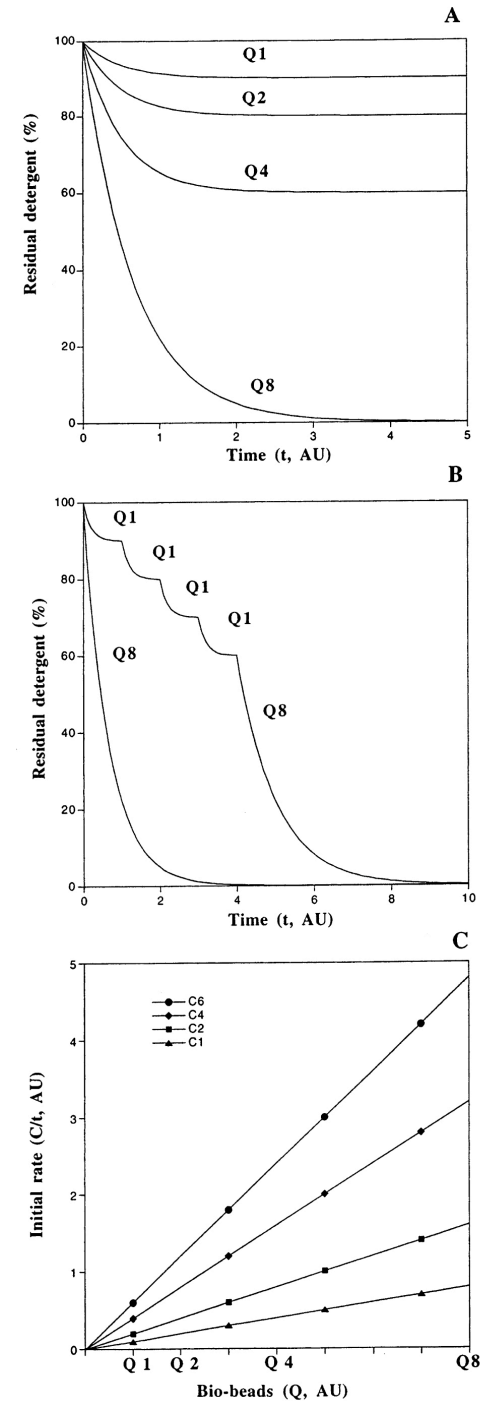 A
100
80
60
40
20
0
Residual detergent (%)
Q1
Q2
Q4
Q8
0 1 2 3 4 5
Time (t, AU)
B
100
80
60
40
20
0
Residual detergent (%)
Q1
Q1
Q1
Q1
Q8
Q8
0 2 4 6 8 10
Time (t, AU)
C
5
4
3
2
1
0
Initial rate (C/t, AU)
C6
C4
C2
C1
Q 1 Q 2 Q 4 Q8
Bio-beads (Q, AU)